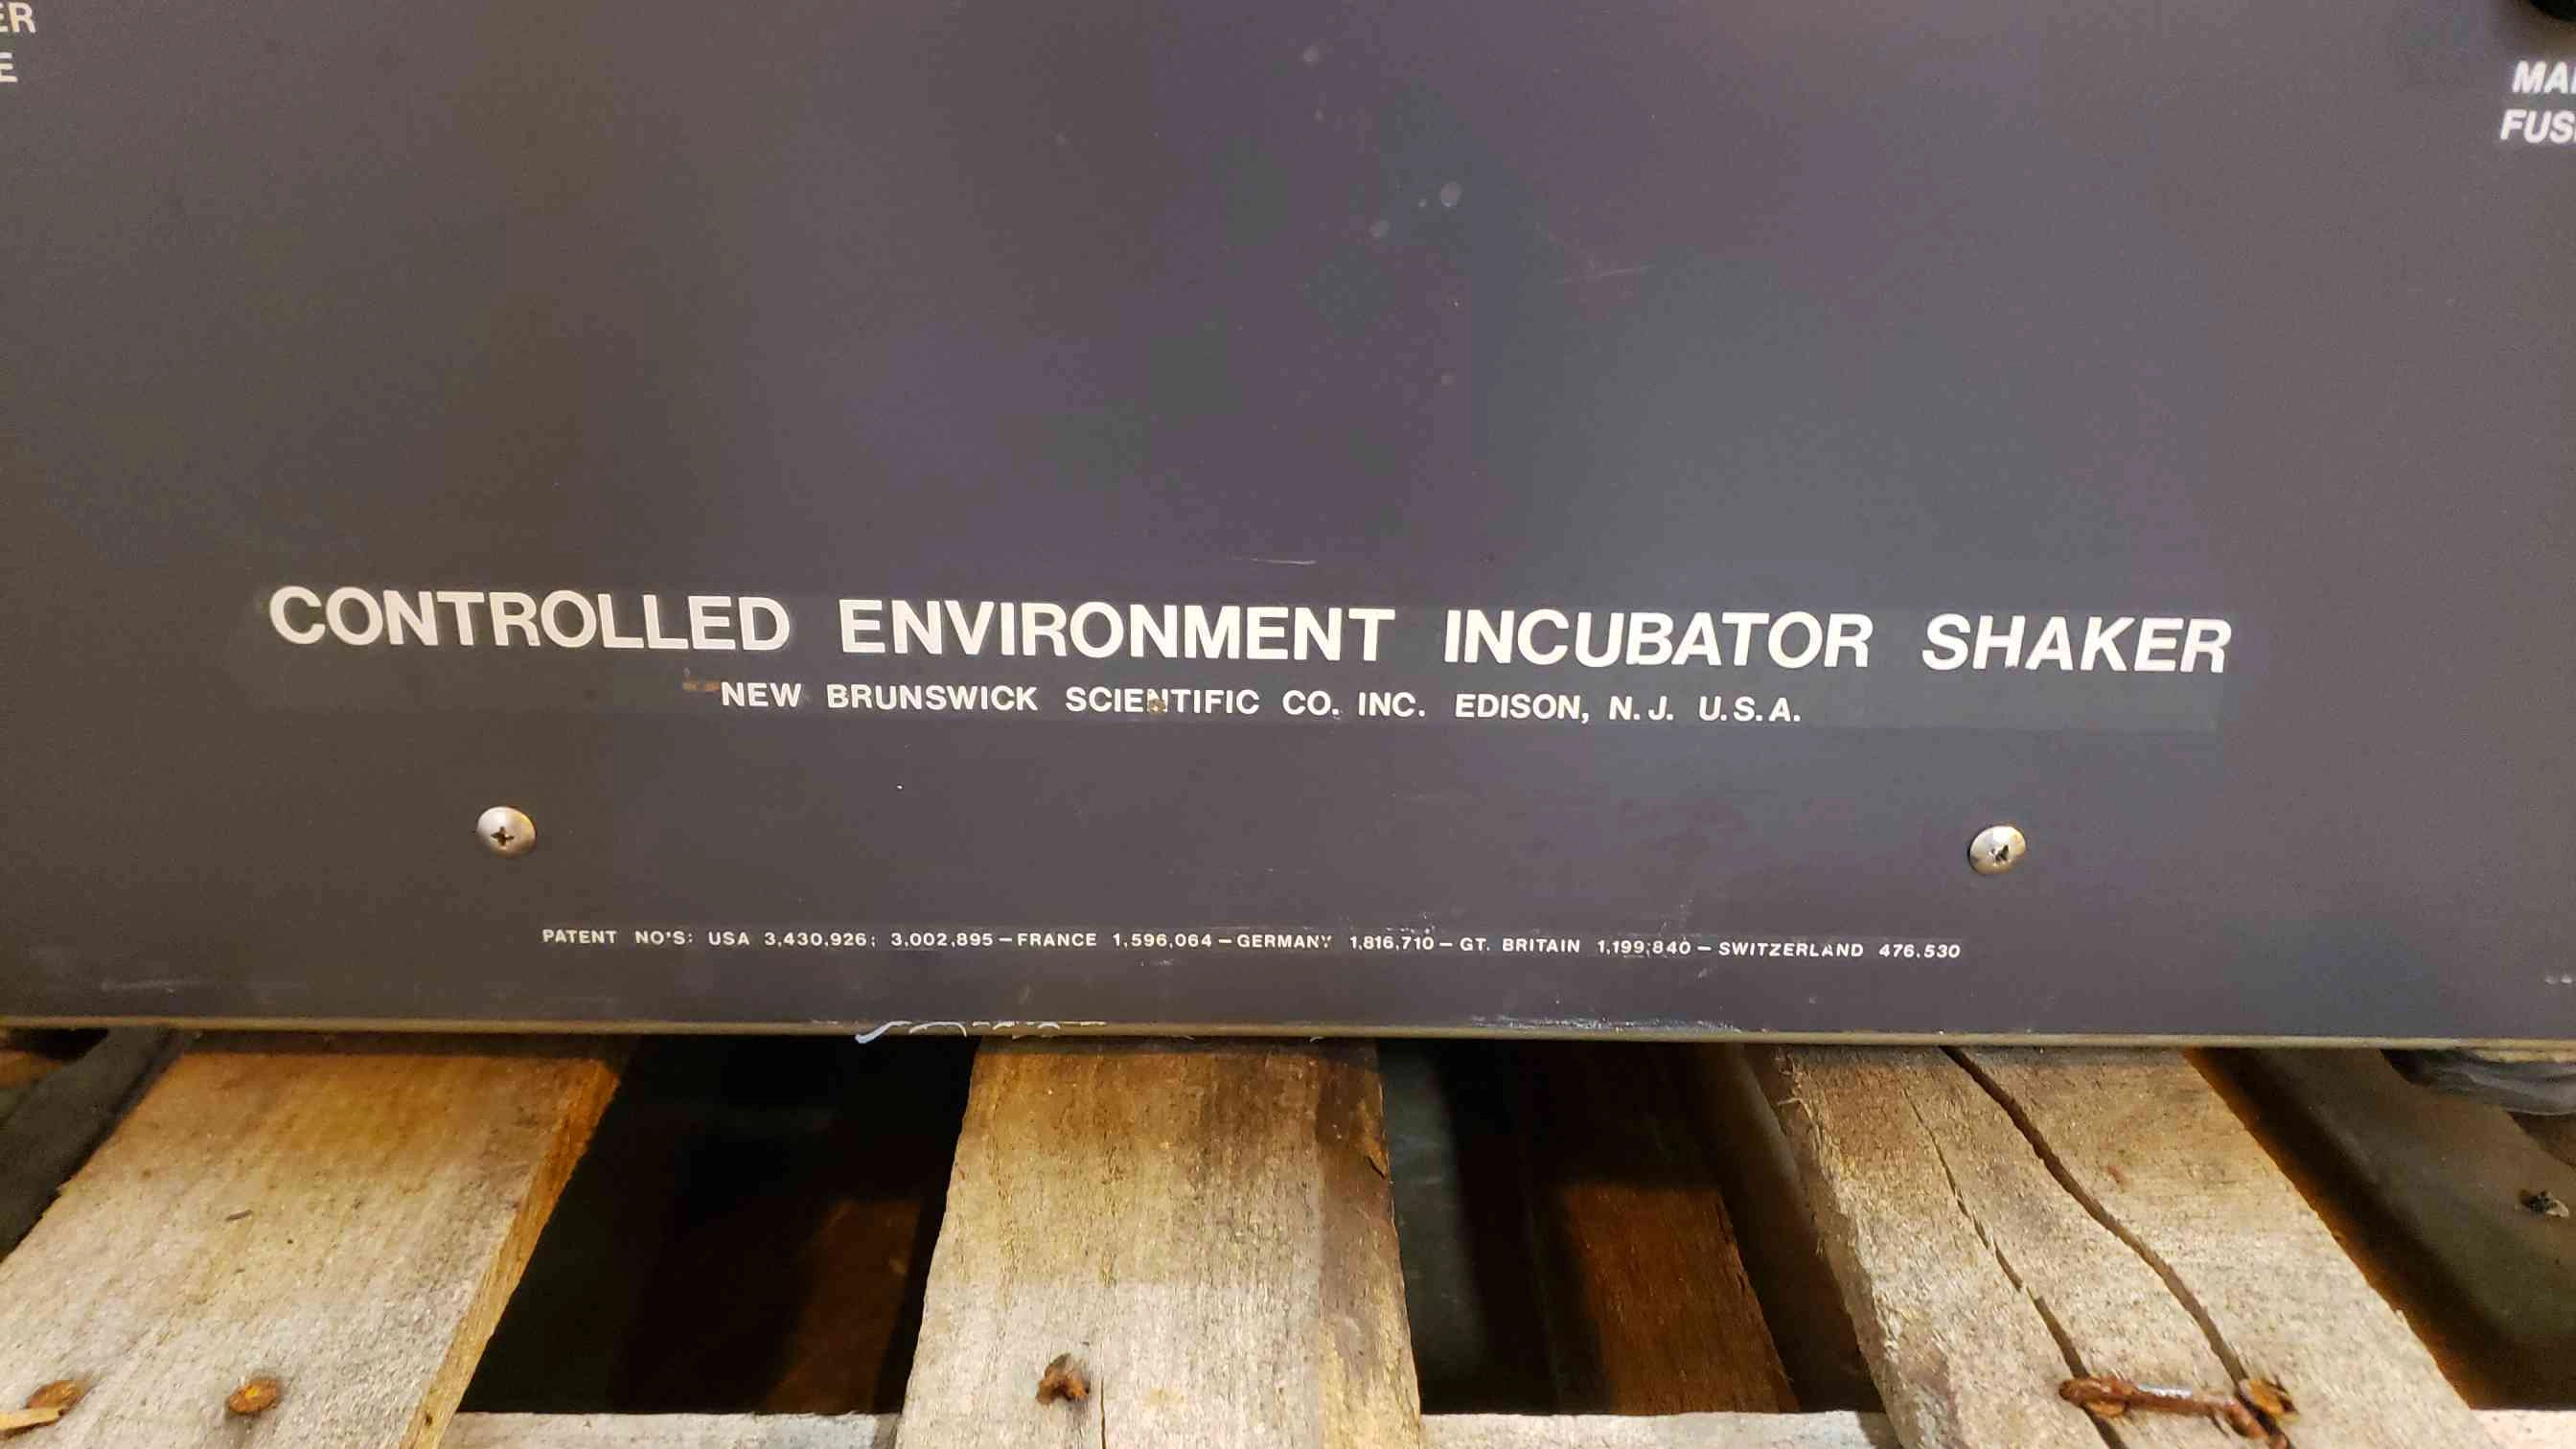 CONTROLLED ENVIRONMENT INCUBATOR SHAKER
NEW BRUNSWICK SCIENTIFIC CO. INC. EDISON, N.J. U.S.A.
PATENT NO'S: USA 3,430,926; 3,002,895 – FRANCE 1,596,064 – GERMANY 1,816,710 – GT. BRITAIN 1,199,840 – SWITZERLAND 476,530